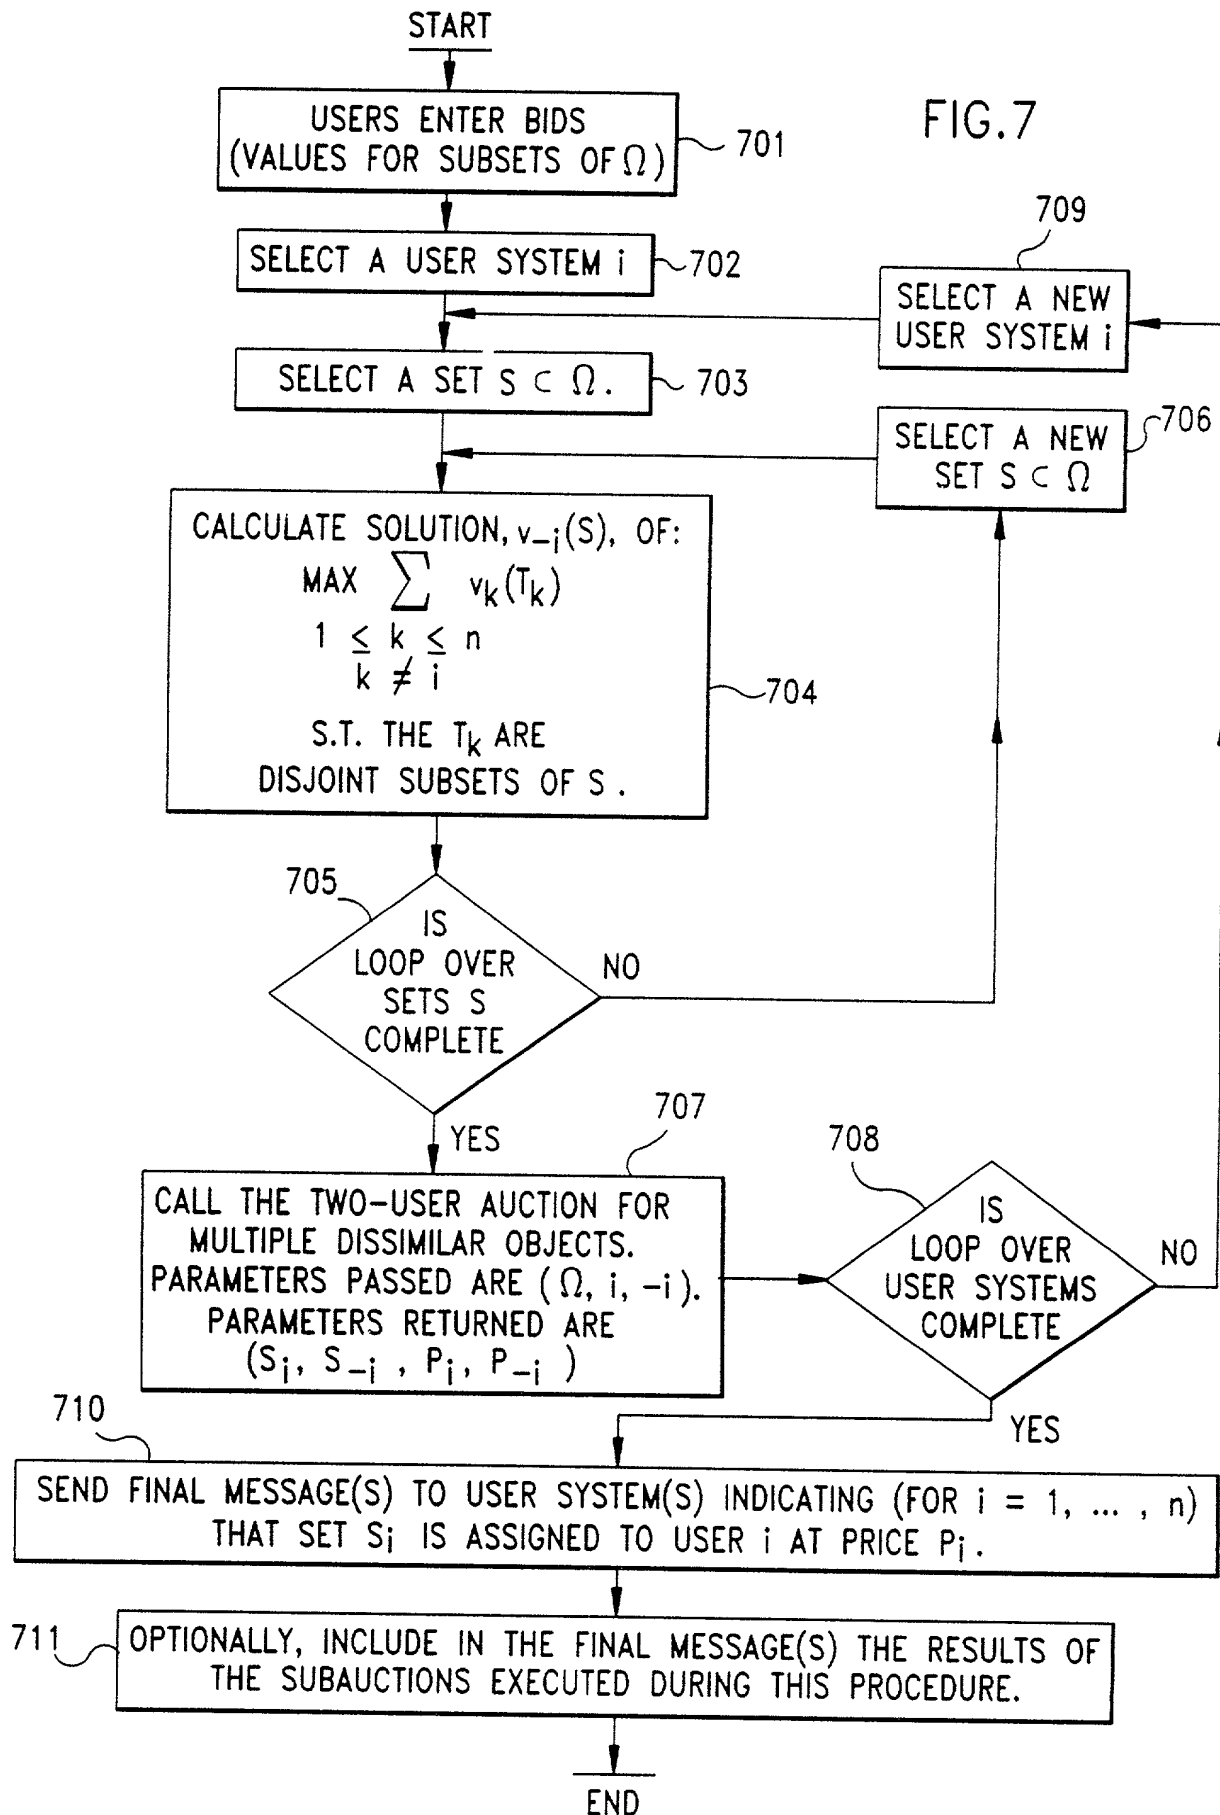 START
FIG.7
USERS ENTER BIDS
(VALUES FOR SUBSETS OF Ω)
701
SELECT A USER SYSTEM i
702
709
SELECT A NEW
USER SYSTEM i
SELECT A SET S ⊂ Ω.
703
706
SELECT A NEW
SET S ⊂ Ω
CALCULATE SOLUTION, v₋ᵢ(S), OF:
MAX ∑ vₖ(Tₖ)
1 ≤ k ≤ n
k ≠ i
S.T. THE Tₖ ARE
DISJOINT SUBSETS OF S.
704
705
IS
LOOP OVER
SETS S
COMPLETE
NO
YES
707
CALL THE TWO-USER AUCTION FOR
MULTIPLE DISSIMILAR OBJECTS.
PARAMETERS PASSED ARE (Ω, i, -i).
PARAMETERS RETURNED ARE
(Sᵢ, S₋ᵢ, Pᵢ, P₋ᵢ)
708
IS
LOOP OVER
USER SYSTEMS
COMPLETE
NO
YES
710
SEND FINAL MESSAGE(S) TO USER SYSTEM(S) INDICATING (FOR i = 1, ... , n)
THAT SET Sᵢ IS ASSIGNED TO USER i AT PRICE Pᵢ.
711
OPTIONALLY, INCLUDE IN THE FINAL MESSAGE(S) THE RESULTS OF
THE SUBAUCTIONS EXECUTED DURING THIS PROCEDURE.
END